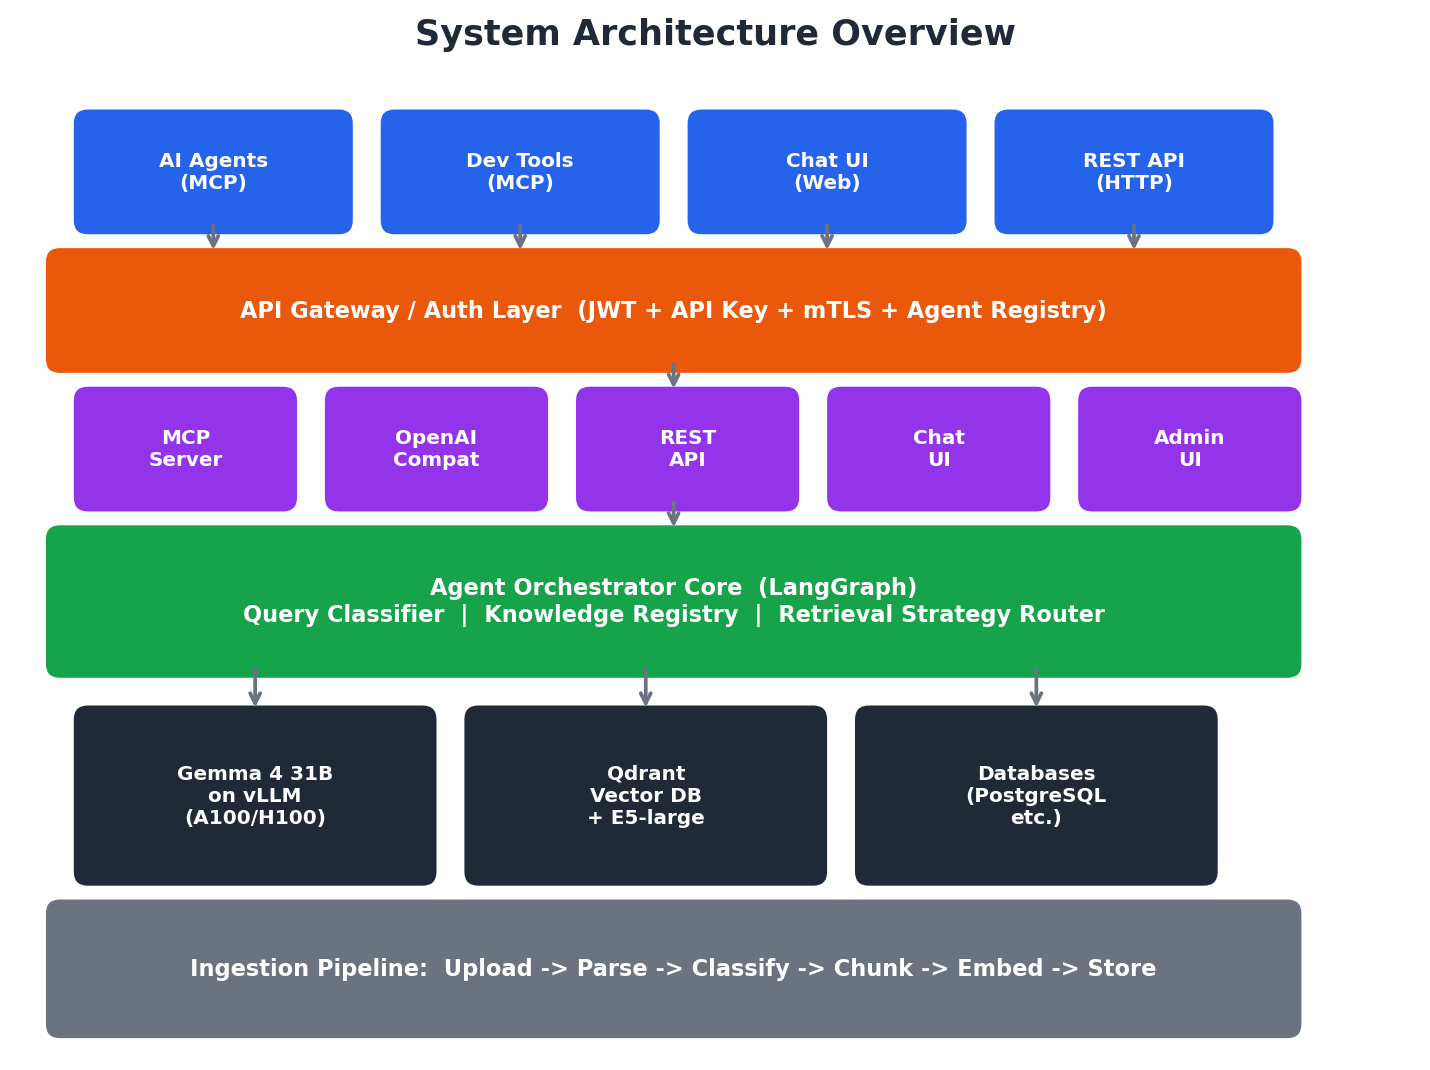 System Architecture Overview
AI Agents
(MCP)
Dev Tools
(MCP)
Chat UI
(Web)
REST API
(HTTP)
API Gateway / Auth Layer  (JWT + API Key + mTLS + Agent Registry)
MCP
Server
OpenAI
Compat
REST
API
Chat
UI
Admin
UI
Agent Orchestrator Core  (LangGraph)
Query Classifier  |  Knowledge Registry  |  Retrieval Strategy Router
Gemma 4 31B
on vLLM
(A100/H100)
Qdrant
Vector DB
+ E5-large
Databases
(PostgreSQL
etc.)
Ingestion Pipeline:  Upload -> Parse -> Classify -> Chunk -> Embed -> Store